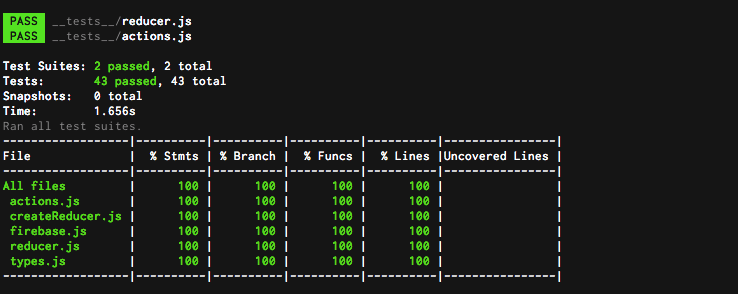 PASS __tests__/reducer.js
PASS __tests__/actions.js
Test Suites: 2 passed, 2 total
Tests:       43 passed, 43 total
Snapshots:   0 total
Time:        1.656s
Ran all test suites.
------------------|----------|----------|----------|----------|----------------|
File              |  % Stmts | % Branch |  % Funcs |  % Lines |Uncovered Lines |
------------------|----------|----------|----------|----------|----------------|
All files         |      100 |      100 |      100 |      100 |                |
 actions.js       |      100 |      100 |      100 |      100 |                |
 createReducer.js |      100 |      100 |      100 |      100 |                |
 firebase.js      |      100 |      100 |      100 |      100 |                |
 reducer.js       |      100 |      100 |      100 |      100 |                |
 types.js         |      100 |      100 |      100 |      100 |                |
------------------|----------|----------|----------|----------|----------------|